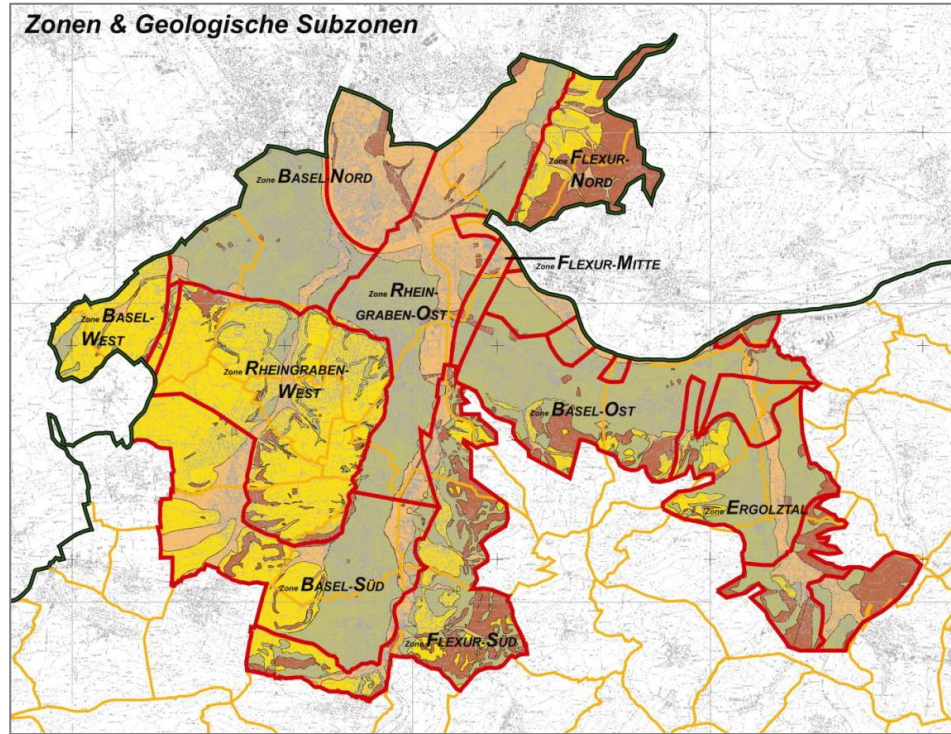 Zonen & Geologische Subzonen
Zone BASEL-NORD
Zone FLEXUR-
NORD
Zone FLEXUR-MITTE
Zone RHEIN-
GRABEN-OST
Zone BASEL-
WEST
Zone RHEINGRABEN-
WEST
Zone BASEL-OST
Zone ERGOLZTAL
Zone BASEL-SÜD
Zone FLEXUR-SÜD